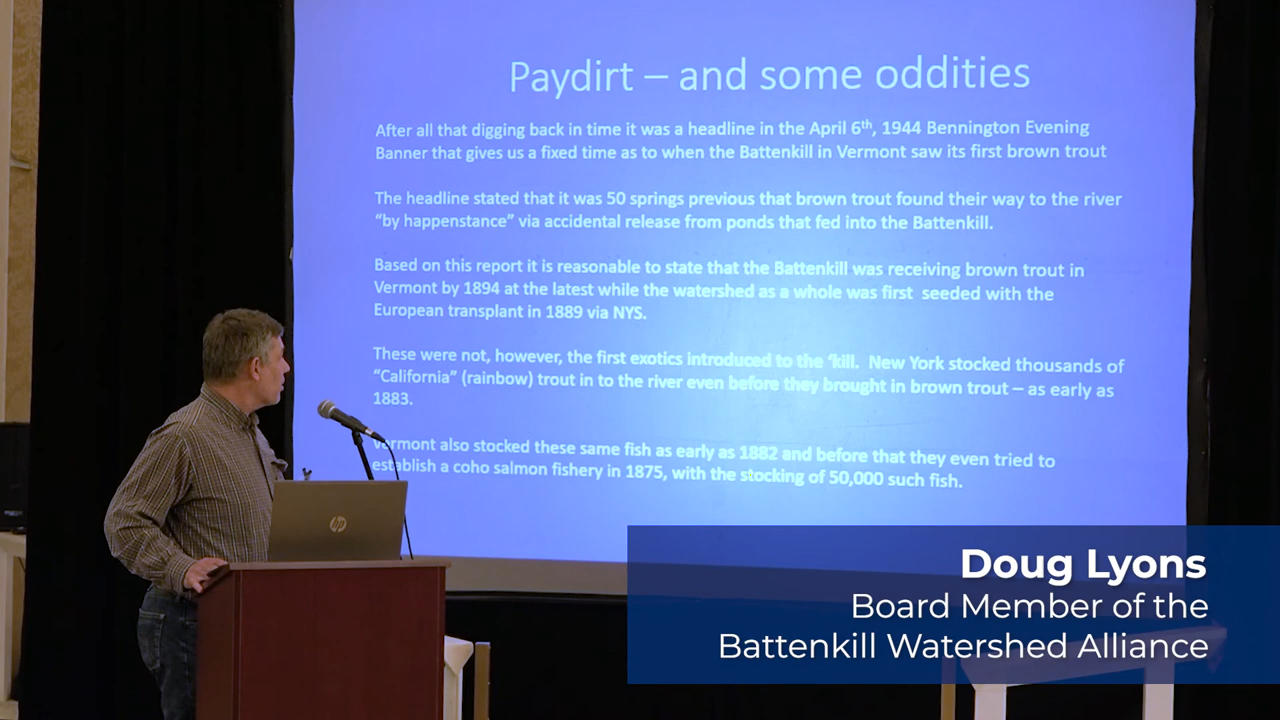 Paydirt – and some oddities
After all that digging back in time it was a headline in the April 6th, 1944 Bennington Evening
Banner that gives us a fixed time as to when the Battenkill in Vermont saw its first brown trout
The headline stated that it was 50 springs previous that brown trout found their way to the river
“by happenstance” via accidental release from ponds that fed into the Battenkill.
Based on this report it is reasonable to state that the Battenkill was receiving brown trout in
Vermont by 1894 at the latest while the watershed as a whole was first seeded with the
European transplant in 1889 via NYS.
These were not, however, the first exotics introduced to the ‘kill. New York stocked thousands of
“California” (rainbow) trout in to the river even before they brought in brown trout – as early as
1883.
Vermont also stocked these same fish as early as 1882 and before that they even tried to
establish a coho salmon fishery in 1875, with the stocking of 50,000 such fish.
hp
Doug Lyons
Board Member of the
Battenkill Watershed Alliance